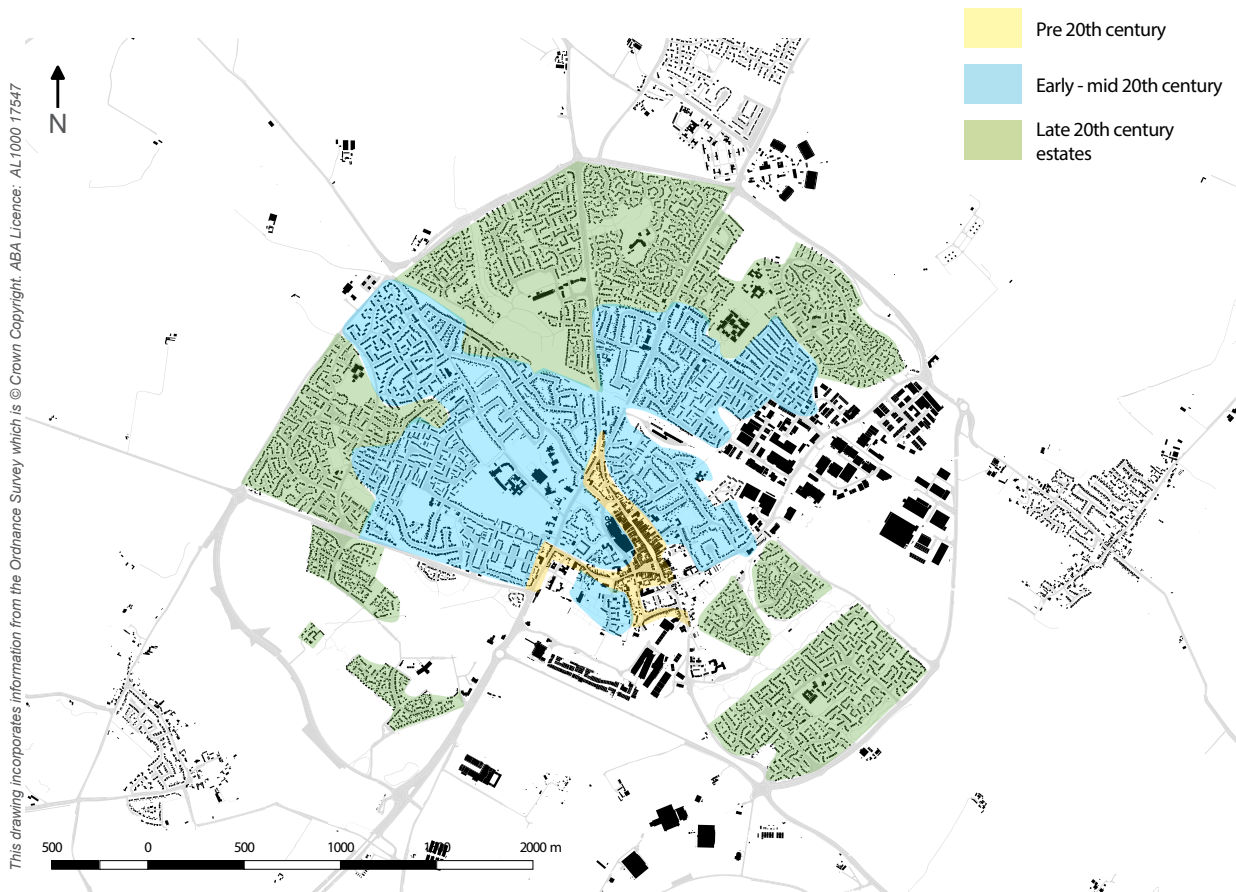 Pre 20th century
Early - mid 20th century
Late 20th century
estates
N
This drawing incorporates information from the Ordnance Survey which is © Crown Copyright. ABA Licence: AL1000 17547
500 0 500 1000 2000 m